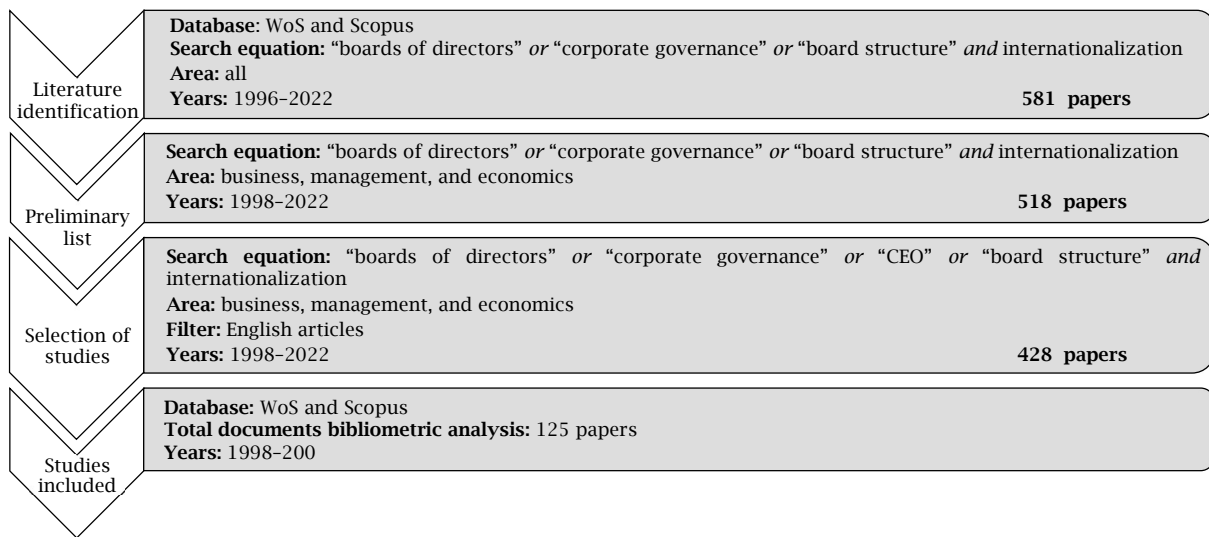 Literature
identification
Database: WoS and Scopus
Search equation: “boards of directors” or “corporate governance” or “board structure” and internationalization
Area: all
Years: 1996–2022 581 papers
Preliminary
list
Search equation: “boards of directors” or “corporate governance” or “board structure” and internationalization
Area: business, management, and economics
Years: 1998–2022 518 papers
Selection of
studies
Search equation: “boards of directors” or “corporate governance” or “CEO” or “board structure” and
internationalization
Area: business, management, and economics
Filter: English articles
Years: 1998–2022 428 papers
Studies
included
Database: WoS and Scopus
Total documents bibliometric analysis: 125 papers
Years: 1998–200